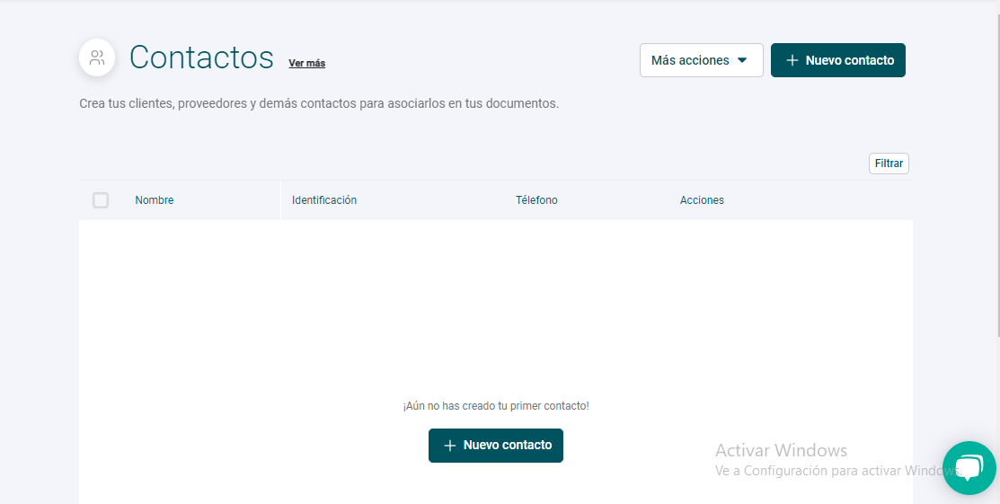 Contactos Ver más
Más acciones
Nuevo contacto
Crea tus clientes, proveedores y demás contactos para asociarlos en tus documentos.
Filtrar
Nombre Identificación Télefono Acciones
¡Aún no has creado tu primer contacto!
Nuevo contacto
Activar Windows
Ve a Configuración para activar Windows.